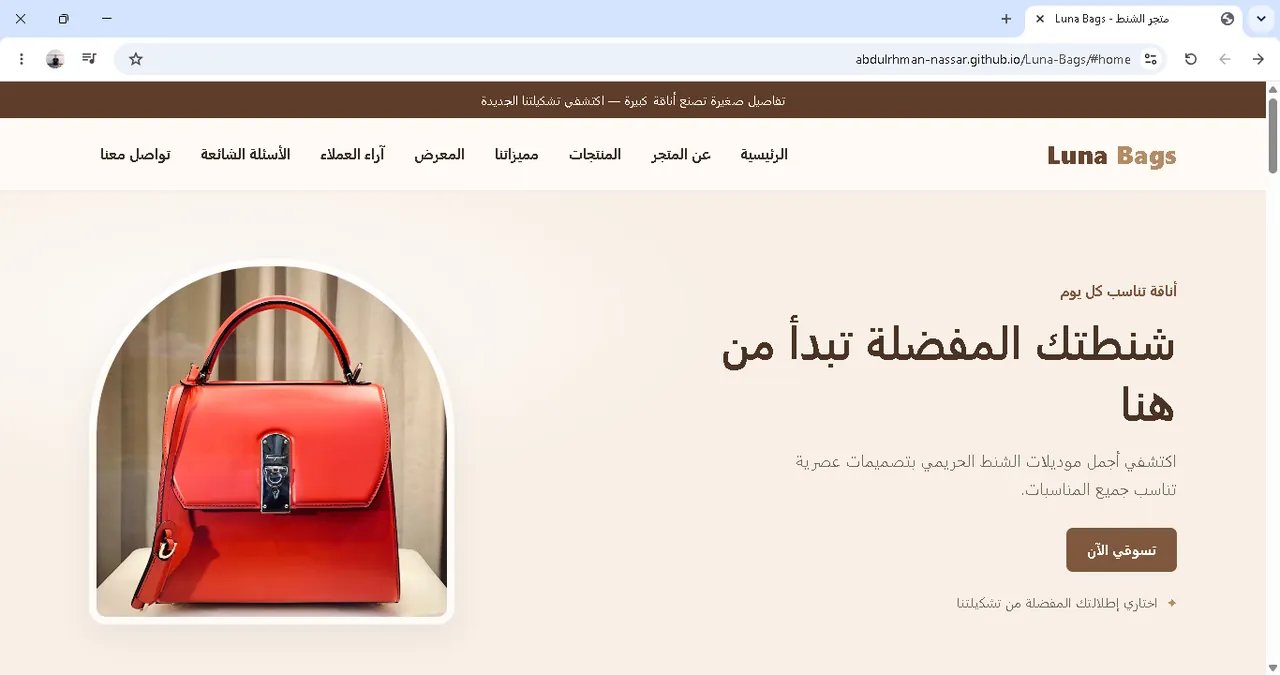 متجر الشنط - Luna Bags
abdulrhman-nassar.github.io/Luna-Bags/#home
تفاصيل صغيرة تصنع أناقة كبيرة — اكتشفي تشكيلتنا الجديدة
Luna Bags
الرئيسية عن المتجر المنتجات مميزاتنا المعرض آراء العملاء الأسئلة الشائعة تواصل معنا
أناقة تناسب كل يوم
شنطتك المفضلة تبدأ من
هنا
اكتشفي أجمل موديلات الشنط الحريمي بتصميمات عصرية
تناسب جميع المناسبات.
تسوقي الآن
✦ اختاري إطلالتك المفضلة من تشكيلتنا